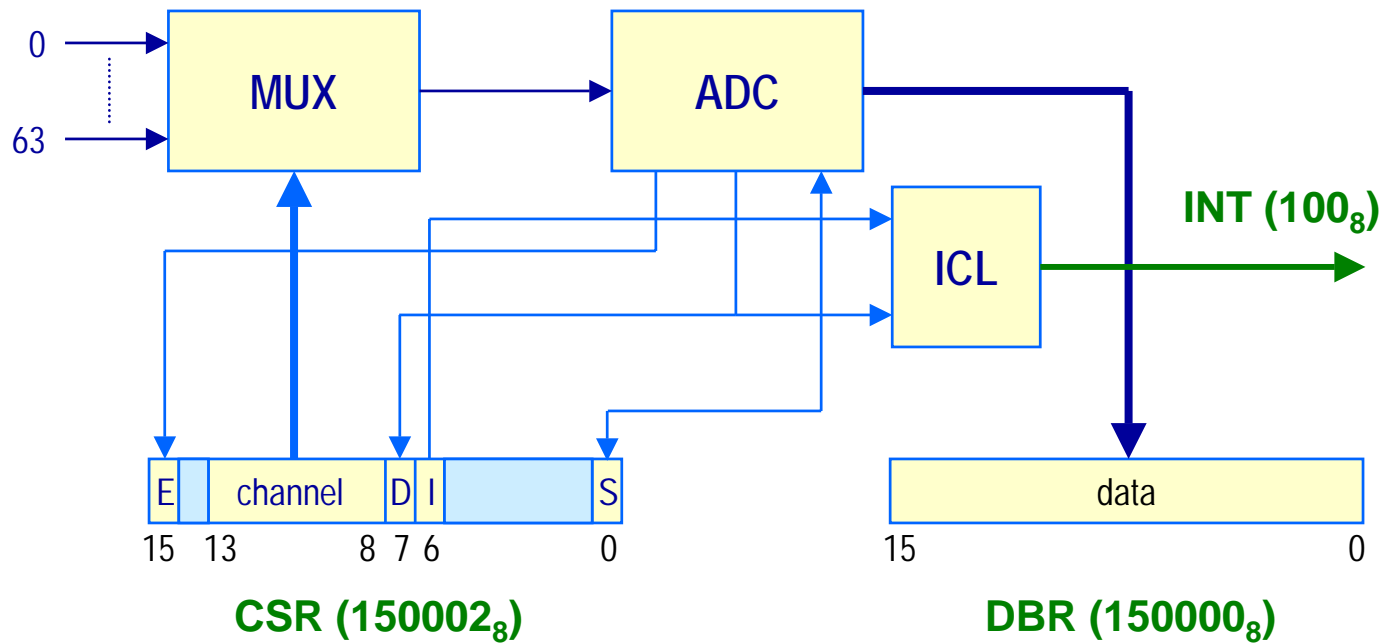 0
MUX
ADC
63
INT (100₈)
ICL
E channel D I S
data
15 13 8 7 6 0
15 0
CSR (150002₈)
DBR (150000₈)